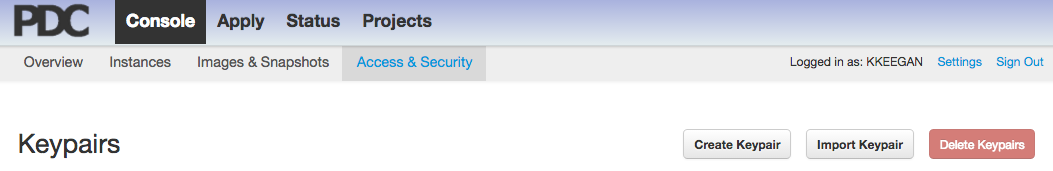 PDC Console Apply Status Projects
Overview Instances Images & Snapshots Access & Security Logged in as: KKEEGAN Settings Sign Out
Keypairs Create Keypair Import Keypair Delete Keypairs